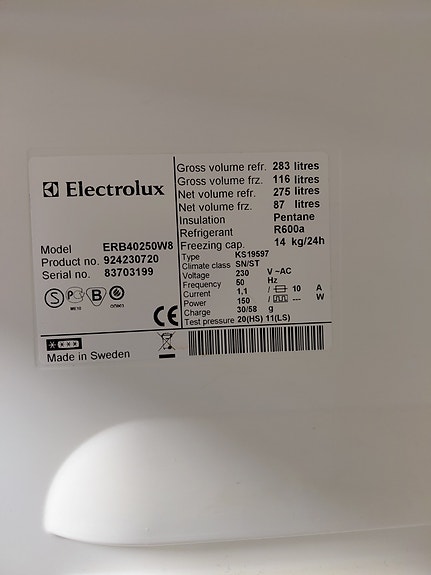 Electrolux
Model ERB40250W8
Product no. 924230720
Serial no. 83703199
Gross volume refr. 283 litres
Gross volume frz. 116 litres
Net volume refr. 275 litres
Net volume frz. 87 litres
Insulation Pentane
Refrigerant R600a
Freezing cap. 14 kg/24h
Type KS19597
Climate class SN/ST
Voltage 230 V ~AC
Frequency 50 Hz
Current 1,1 / 10 A
Power 150 / --- W
Charge 30/58 g
Test pressure 20(HS) 11(LS)
S PC B
CE
Made in Sweden